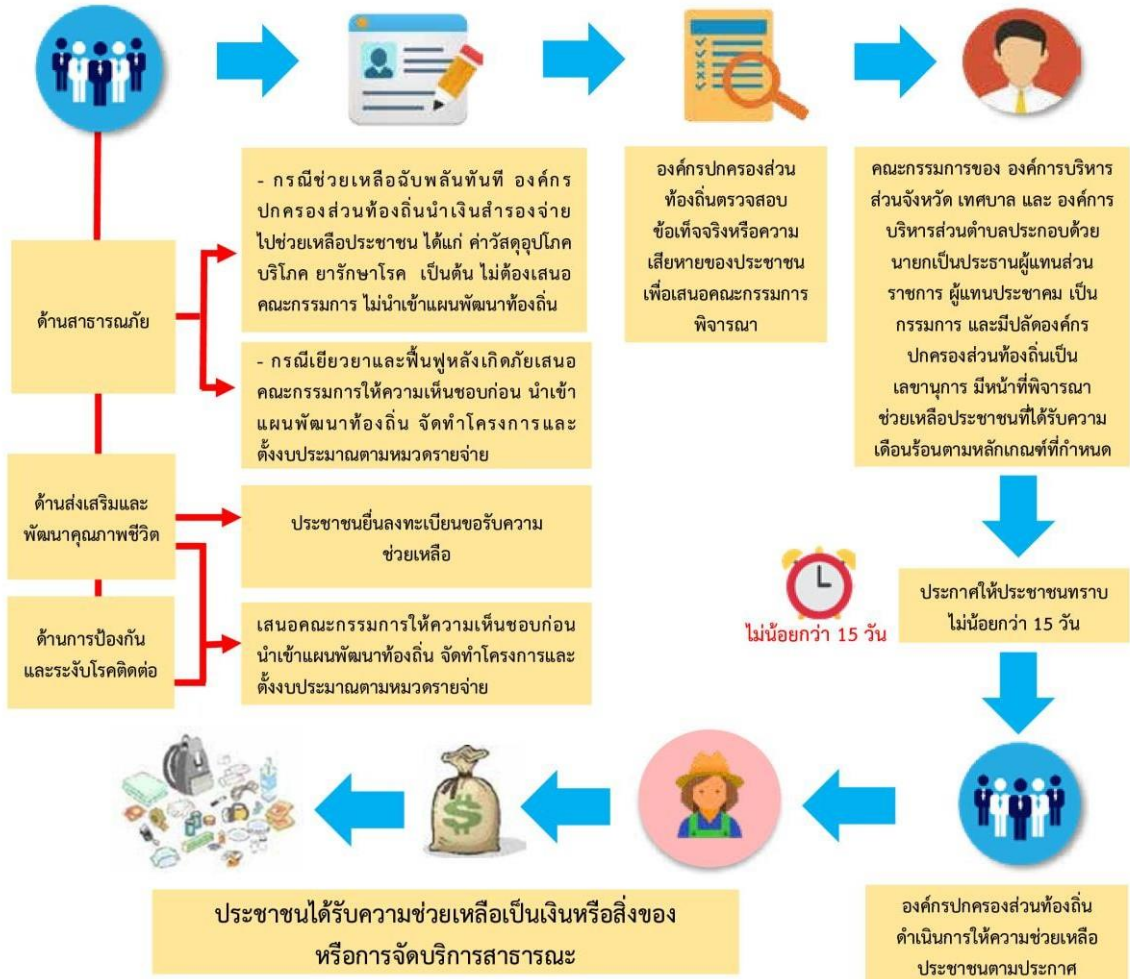 - กรณีช่วยเหลือฉับพลันทันที องค์กร
ปกครองส่วนท้องถิ่นนำเงินสำรองจ่าย
ไปช่วยเหลือประชาชน ได้แก่ ค่าวัสดุอุปโภค
บริโภค ยารักษาโรค เป็นต้น ไม่ต้องเสนอ
คณะกรรมการ ไม่นำเข้าแผนพัฒนาท้องถิ่น
องค์กรปกครองส่วน
ท้องถิ่นตรวจสอบ
ข้อเท็จจริงหรือความ
เสียหายของประชาชน
เพื่อเสนอคณะกรรมการ
พิจารณา
คณะกรรมการของ องค์การบริหาร
ส่วนจังหวัด เทศบาล และ องค์การ
บริหารส่วนตำบลประกอบด้วย
นายกเป็นประธานผู้แทนส่วน
ราชการ ผู้แทนประชาคม เป็น
กรรมการ และมีปลัดองค์กร
ปกครองส่วนท้องถิ่นเป็น
เลขานุการ มีหน้าที่พิจารณา
ช่วยเหลือประชาชนที่ได้รับความ
เดือนร้อนตามหลักเกณฑ์ที่กำหนด
ด้านสาธารณภัย
- กรณีเยียวยาและฟื้นฟูหลังเกิดภัยเสนอ
คณะกรรมการให้ความเห็นชอบก่อน นำเข้า
แผนพัฒนาท้องถิ่น จัดทำโครงการและ
ตั้งงบประมาณตามหมวดรายจ่าย
ด้านส่งเสริมและ
พัฒนาคุณภาพชีวิต
ประชาชนยื่นลงทะเบียนขอรับความ
ช่วยเหลือ
ด้านการป้องกัน
และระงับโรคติดต่อ
เสนอคณะกรรมการให้ความเห็นชอบก่อน
นำเข้าแผนพัฒนาท้องถิ่น จัดทำโครงการและ
ตั้งงบประมาณตามหมวดรายจ่าย
ไม่น้อยกว่า 15 วัน
ประกาศให้ประชาชนทราบ
ไม่น้อยกว่า 15 วัน
องค์กรปกครองส่วนท้องถิ่น
ดำเนินการให้ความช่วยเหลือ
ประชาชนตามประกาศ
ประชาชนได้รับความช่วยเหลือเป็นเงินหรือสิ่งของ
หรือการจัดบริการสาธารณะ